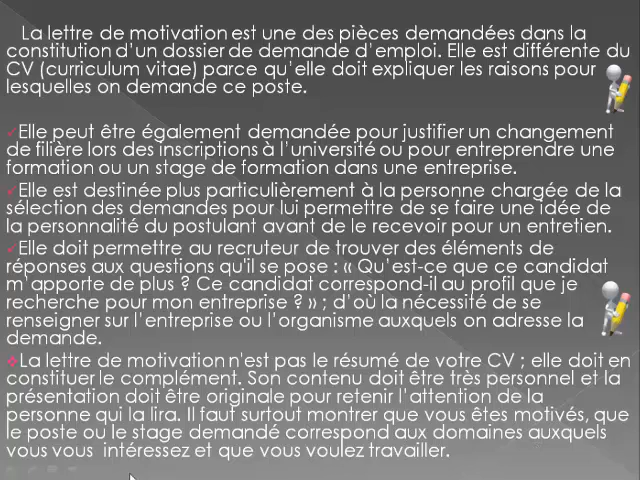 La lettre de motivation est une des pièces demandées dans la
constitution d'un dossier de demande d'emploi. Elle est différente du
CV (curriculum vitae) parce qu'elle doit expliquer les raisons pour
lesquelles on demande ce poste.
✓Elle peut être également demandée pour justifier un changement
de filière lors des inscriptions à l'université ou pour entreprendre une
formation ou un stage de formation dans une entreprise.
✓Elle est destinée plus particulièrement à la personne chargée de la
sélection des demandes pour lui permettre de se faire une idée de
la personnalité du postulant avant de le recevoir pour un entretien.
✓Elle doit permettre au recruteur de trouver des éléments de
réponses aux questions qu'il se pose : « Qu'est-ce que ce candidat
m'apporte de plus ? Ce candidat correspond-il au profil que je
recherche pour mon entreprise ? » ; d'où la nécessité de se
renseigner sur l'entreprise ou l'organisme auxquels on adresse la
demande.
❖La lettre de motivation n'est pas le résumé de votre CV ; elle doit en
constituer le complément. Son contenu doit être très personnel et la
présentation doit être originale pour retenir l'attention de la
personne qui la lira. Il faut surtout montrer que vous êtes motivés, que
le poste ou le stage demandé correspond aux domaines auxquels
vous vous intéressez et que vous voulez travailler.